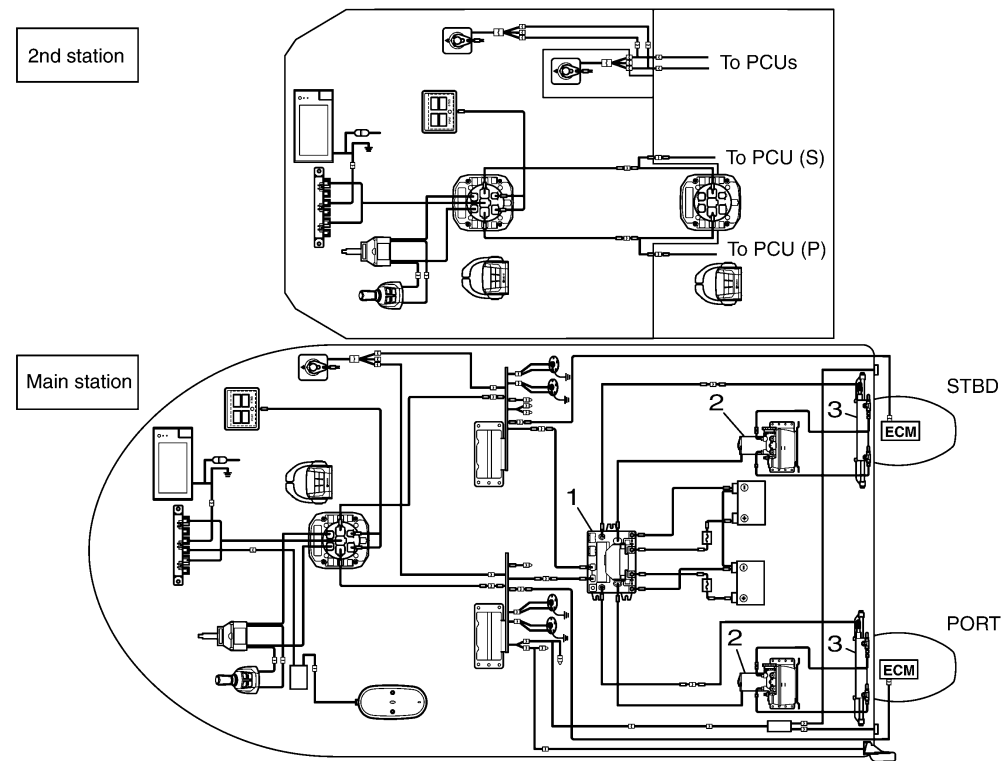 2nd station
To PCUs
To PCU (S)
To PCU (P)
Main station
STBD
2
3
ECM
1
PORT
2
3
ECM